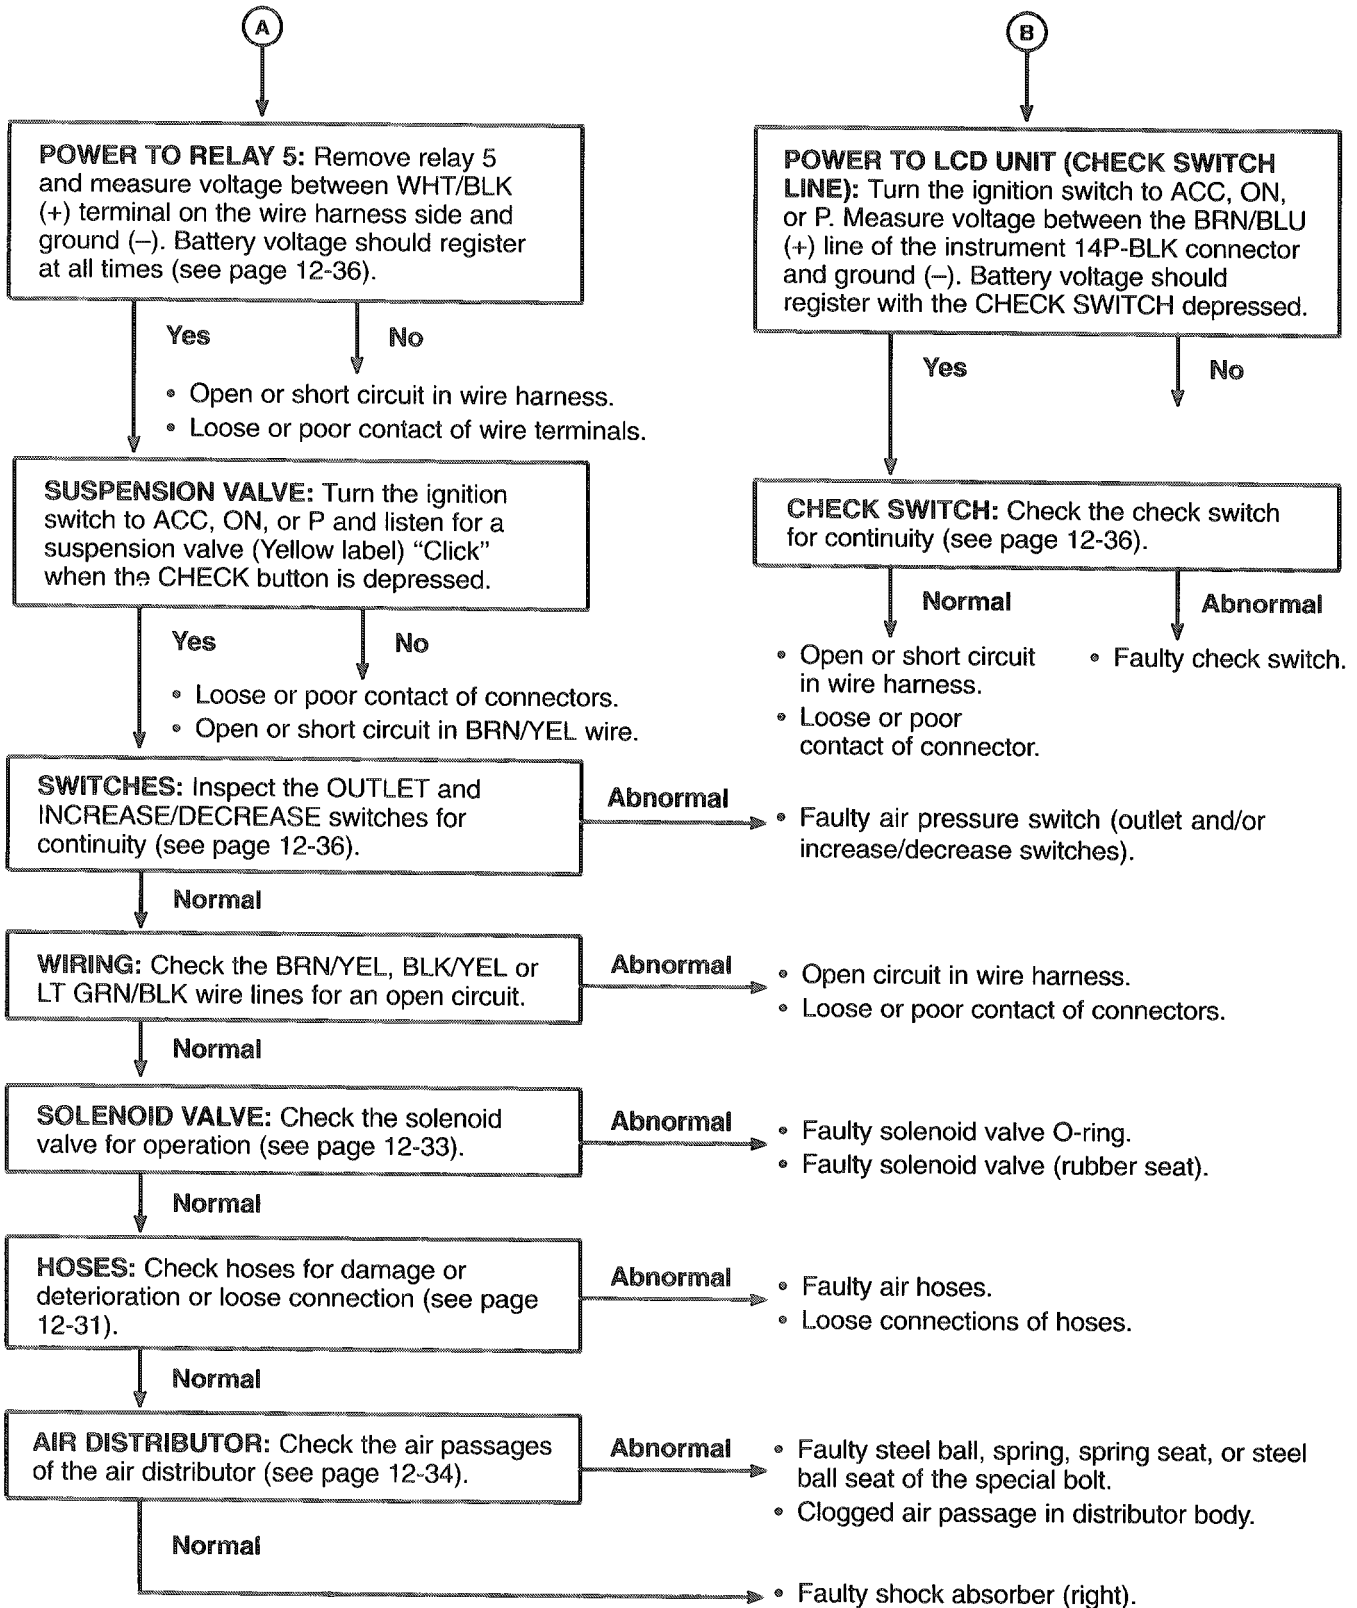 A
POWER TO RELAY 5: Remove relay 5
and measure voltage between WHT/BLK
(+) terminal on the wire harness side and
ground (–). Battery voltage should register
at all times (see page 12-36).
Yes
No
• Open or short circuit in wire harness.
• Loose or poor contact of wire terminals.
SUSPENSION VALVE: Turn the ignition
switch to ACC, ON, or P and listen for a
suspension valve (Yellow label) “Click”
when the CHECK button is depressed.
Yes
No
• Loose or poor contact of connectors.
• Open or short circuit in BRN/YEL wire.
SWITCHES: Inspect the OUTLET and
INCREASE/DECREASE switches for
continuity (see page 12-36).
Abnormal
• Faulty air pressure switch (outlet and/or
increase/decrease switches).
Normal
WIRING: Check the BRN/YEL, BLK/YEL or
LT GRN/BLK wire lines for an open circuit.
Abnormal
• Open circuit in wire harness.
• Loose or poor contact of connectors.
Normal
SOLENOID VALVE: Check the solenoid
valve for operation (see page 12-33).
Abnormal
• Faulty solenoid valve O-ring.
• Faulty solenoid valve (rubber seat).
Normal
HOSES: Check hoses for damage or
deterioration or loose connection (see page
12-31).
Abnormal
• Faulty air hoses.
• Loose connections of hoses.
Normal
AIR DISTRIBUTOR: Check the air passages
of the air distributor (see page 12-34).
Abnormal
• Faulty steel ball, spring, spring seat, or steel
ball seat of the special bolt.
• Clogged air passage in distributor body.
Normal
• Faulty shock absorber (right).
B
POWER TO LCD UNIT (CHECK SWITCH
LINE): Turn the ignition switch to ACC, ON,
or P. Measure voltage between the BRN/BLU
(+) line of the instrument 14P-BLK connector
and ground (–). Battery voltage should
register with the CHECK SWITCH depressed.
Yes
No
CHECK SWITCH: Check the check switch
for continuity (see page 12-36).
Normal
Abnormal
• Open or short circuit
in wire harness.
• Loose or poor
contact of connector.
• Faulty check switch.